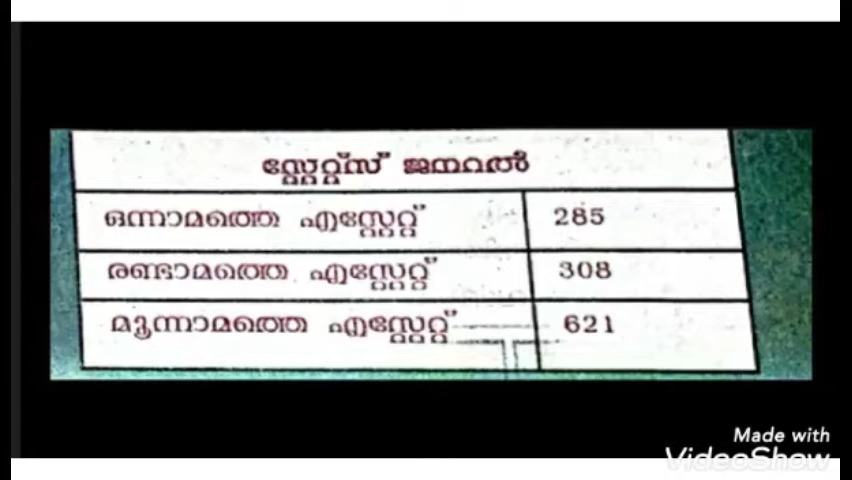 സ്റ്റേറ്റ്സ് ജനറൽ
ഒന്നാമത്തെ എസ്റ്റേറ്റ് 285
രണ്ടാമത്തെ എസ്റ്റേറ്റ് 308
മൂന്നാമത്തെ എസ്റ്റേറ്റ് 621
Made with
VideoShow